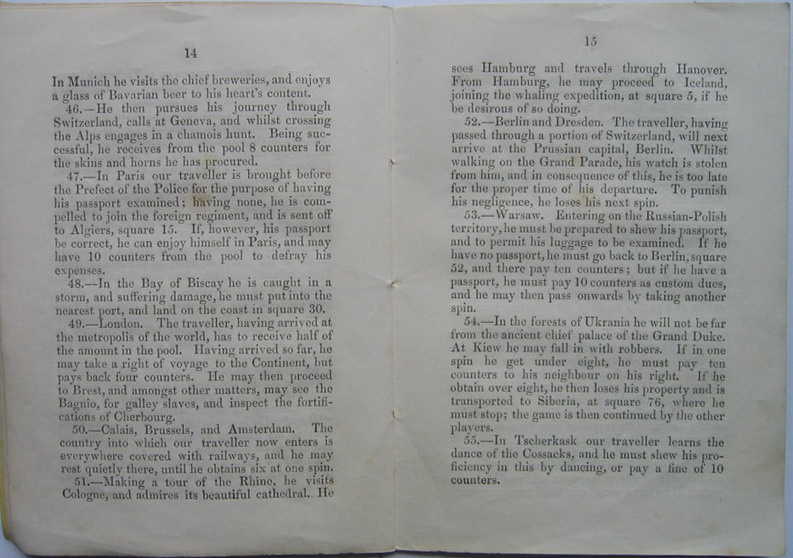 14
In Munich he visits the chief breweries, and enjoys
a glass of Bavarian beer to his heart's content.
46.—He then pursues his journey through
Switzerland, calls at Geneva, and whilst crossing
the Alps engages in a chamois hunt. Being suc-
cessful, he receives from the pool 8 counters for
the skins and horns he has procured.
47.—In Paris our traveller is brought before
the Prefect of the Police for the purpose of having
his passport examined; having none, he is com-
pelled to join the foreign regiment, and is sent off
to Algiers, square 15. If, however, his passport
be correct, he can enjoy himself in Paris, and may
have 10 counters from the pool to defray his
expenses.
48.—In the Bay of Biscay he is caught in a
storm, and suffering damage, he must put into the
nearest port, and land on the coast in square 30.
49.—London. The traveller, having arrived at
the metropolis of the world, has to receive half of
the amount in the pool. Having arrived so far, he
may take a right of voyage to the Continent, but
pays back four counters. He may then proceed
to Brest, and amongst other matters, may see the
Bagnio, for galley slaves, and inspect the fortifi-
cations of Cherbourg.
50.—Calais, Brussels, and Amsterdam. The
country into which our traveller now enters is
everywhere covered with railways, and he may
rest quietly there, until he obtains six at one spin.
51.—Making a tour of the Rhine, he visits
Cologne, and admires its beautiful cathedral. He
15
sees Hamburg and travels through Hanover.
From Hamburg, he may proceed to Iceland,
joining the whaling expedition, at square 5, if he
be desirous of so doing.
52.—Berlin and Dresden. The traveller, having
passed through a portion of Switzerland, will next
arrive at the Prussian capital, Berlin. Whilst
walking on the Grand Parade, his watch is stolen
from him, and in consequence of this, he is too late
for the proper time of his departure. To punish
his negligence, he loses his next spin.
53.—Warsaw. Entering on the Russian-Polish
territory, he must be prepared to shew his passport,
and to permit his luggage to be examined. If he
have no passport, he must go back to Berlin, square
52, and there pay ten counters; but if he have a
passport, he must pay 10 counters as custom dues,
and he may then pass onwards by taking another
spin.
54.—In the forests of Ukrania he will not be far
from the ancient chief palace of the Grand Duke.
At Kiew he may fall in with robbers. If in one
spin he get under eight, he must pay ten
counters to his neighbour on his right. If he
obtain over eight, he then loses his property and is
transported to Siberia, at square 76, where he
must stop; the game is then continued by the other
players.
55.—In Tscherkask our traveller learns the
dance of the Cossacks, and he must shew his pro-
ficiency in this by dancing, or pay a fine of 10
counters.